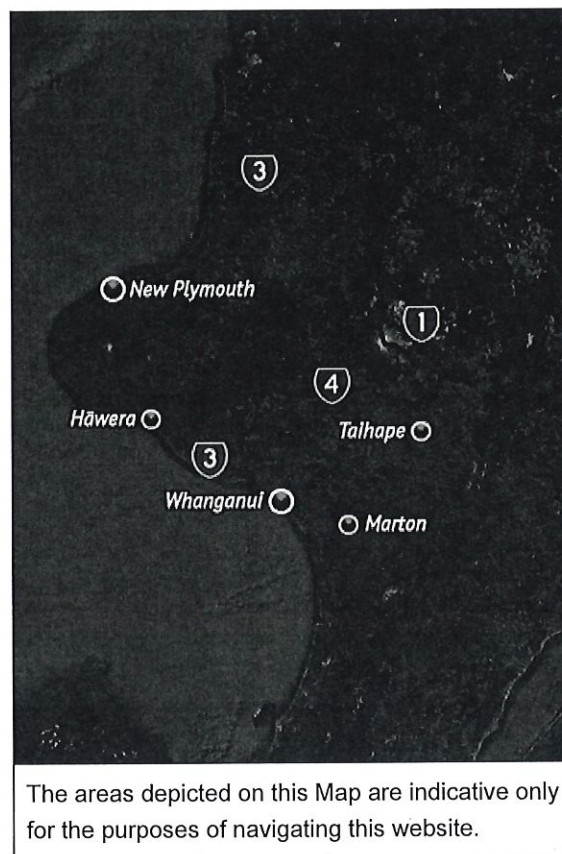 3
New Plymouth
1
4
Hāwera
Taihape
3
Whanganui
Marton
The areas depicted on this Map are indicative only
for the purposes of navigating this website.